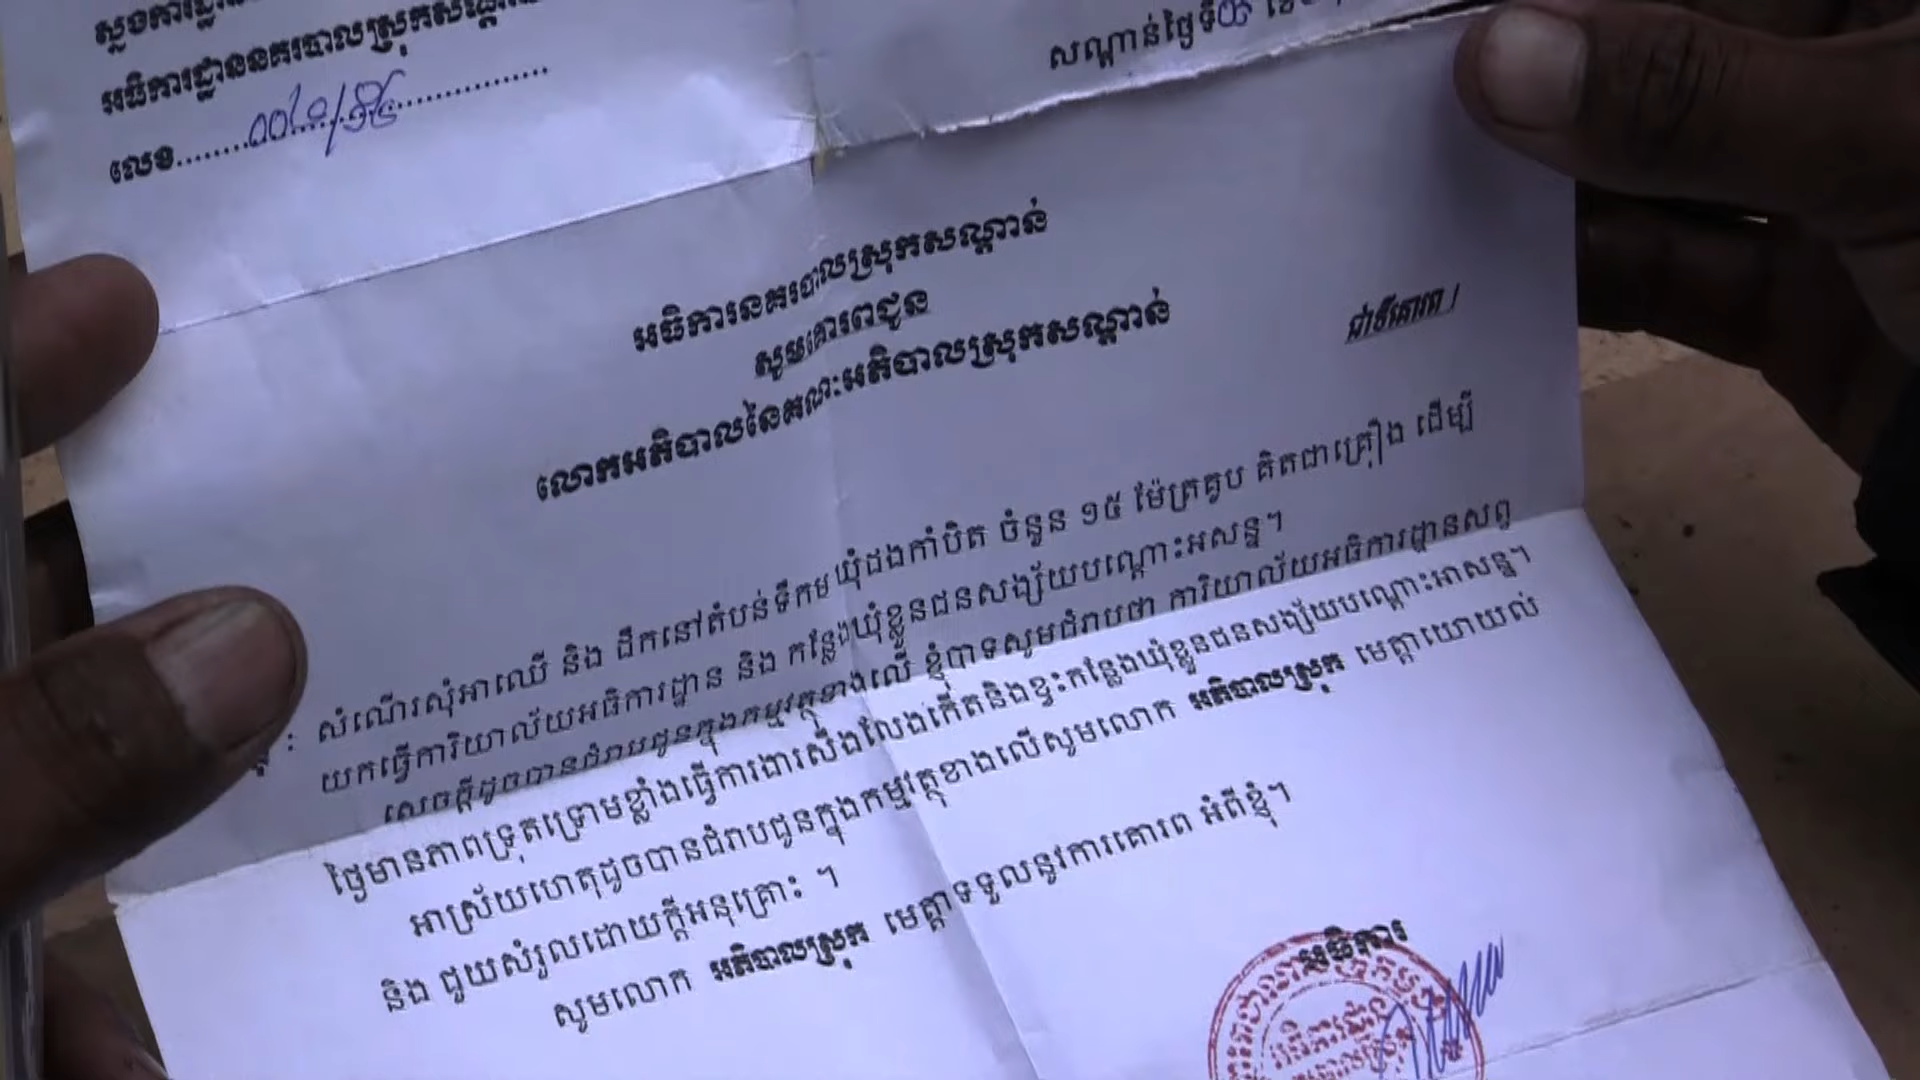 អធិការដ្ឋាននគរបាលស្រុកសណ្តាន់
លេខ
សណ្តាន់ថ្ងៃទី
អធិការនគរបាលស្រុកសណ្តាន់
សូមគោរពជូន
លោកអភិបាលនៃគណៈអភិបាលស្រុកសណ្តាន់
ជាទីគោរព /
: សំណើរសុំអាឈើ និង ដឹកនៅតំបន់ទឹកម ឃុំដងកាំបិត ចំនួន ១៥ ម៉ែត្រគូប គិតជាគ្រឿង ដើម្បី
យកធ្វើការិយាល័យអធិការដ្ឋាន និង កន្លែងឃុំខ្លួនជនសង្ស័យបណ្តោះអសន្ន។
សេចក្តីដូចបានជំរាបជូនក្នុងកម្មវត្ថុខាងលើ ខ្ញុំបាទសូមជំរាបថា ការិយាល័យអធិការដ្ឋានសព្វ
ថ្ងៃមានភាពទ្រុតទ្រោមខ្លាំងធ្វើការងារសឹងលែងកើតនិងខ្វះកន្លែងឃុំខ្លួនជនសង្ស័យបណ្តោះអាសន្ន។
អាស្រ័យហេតុដូចបានជំរាបជូនក្នុងកម្មវត្ថុខាងលើសូមលោក អភិបាលស្រុក មេត្តាយោយល់
និង ជួយសំរួលដោយក្តីអនុគ្រោះ ។
សូមលោក អភិបាលស្រុក មេត្តាទទួលនូវការគោរព អំពីខ្ញុំ។
អធិការ
អធិការដ្ឋាន